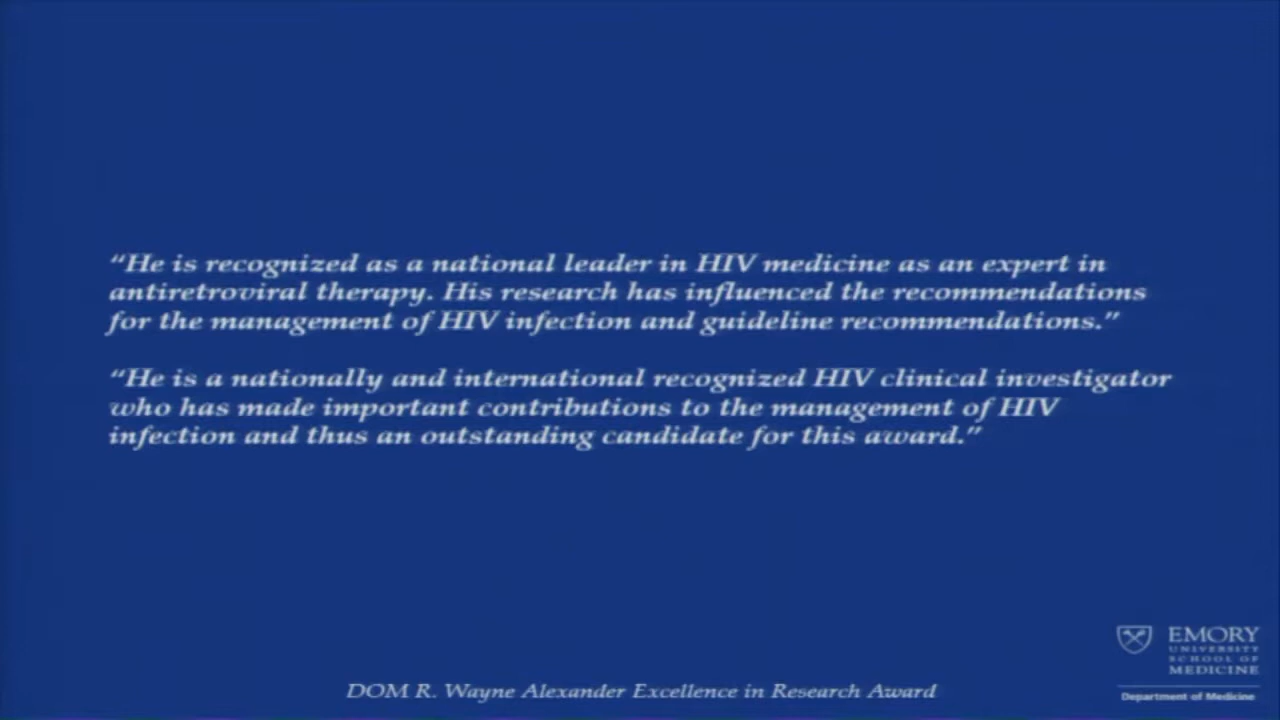 “He is recognized as a national leader in HIV medicine as an expert in
antiretroviral therapy. His research has influenced the recommendations
for the management of HIV infection and guideline recommendations.”
“He is a nationally and international recognized HIV clinical investigator
who has made important contributions to the management of HIV
infection and thus an outstanding candidate for this award.”
EMORY
UNIVERSITY
SCHOOL OF
MEDICINE
DOM R. Wayne Alexander Excellence in Research Award
Department of Medicine